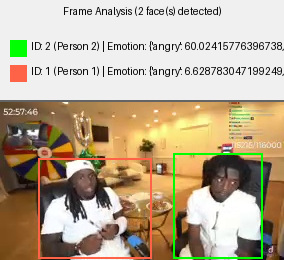 Frame Analysis (2 face(s) detected)
ID: 2 (Person 2) | Emotion: {'angry': 60.02415776396738,
ID: 1 (Person 1) | Emotion: {'angry': 6.628783047199249,
52:57:46